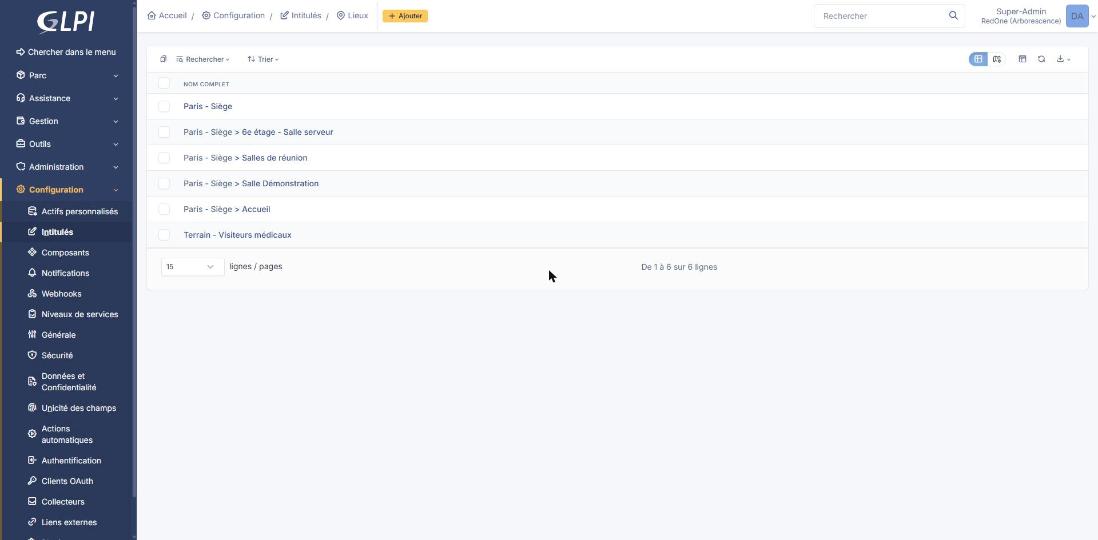 GLPI
Chercher dans le menu
Parc
Assistance
Gestion
Outils
Administration
Configuration
Actifs personnalisés
Intitulés
Composants
Notifications
Webhooks
Niveaux de services
Générale
Sécurité
Données et
Confidentialité
Unicité des champs
Actions
automatiques
Authentification
Clients OAuth
Collecteurs
Liens externes
Accueil / Configuration / Intitulés / Lieux
+ Ajouter
Rechercher
Super-Admin
RedOne (Arborescence)
DA
Rechercher
Trier
NOM COMPLET
Paris - Siège
Paris - Siège > 6e étage - Salle serveur
Paris - Siège > Salles de réunion
Paris - Siège > Salle Démonstration
Paris - Siège > Accueil
Terrain - Visiteurs médicaux
15 lignes / pages
De 1 à 6 sur 6 lignes